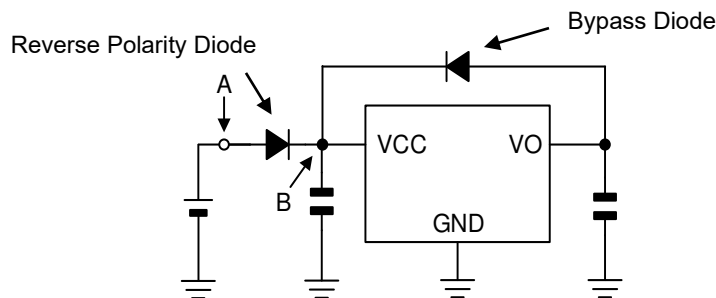 Bypass Diode
Reverse Polarity Diode
A
VCC
VO
B
GND